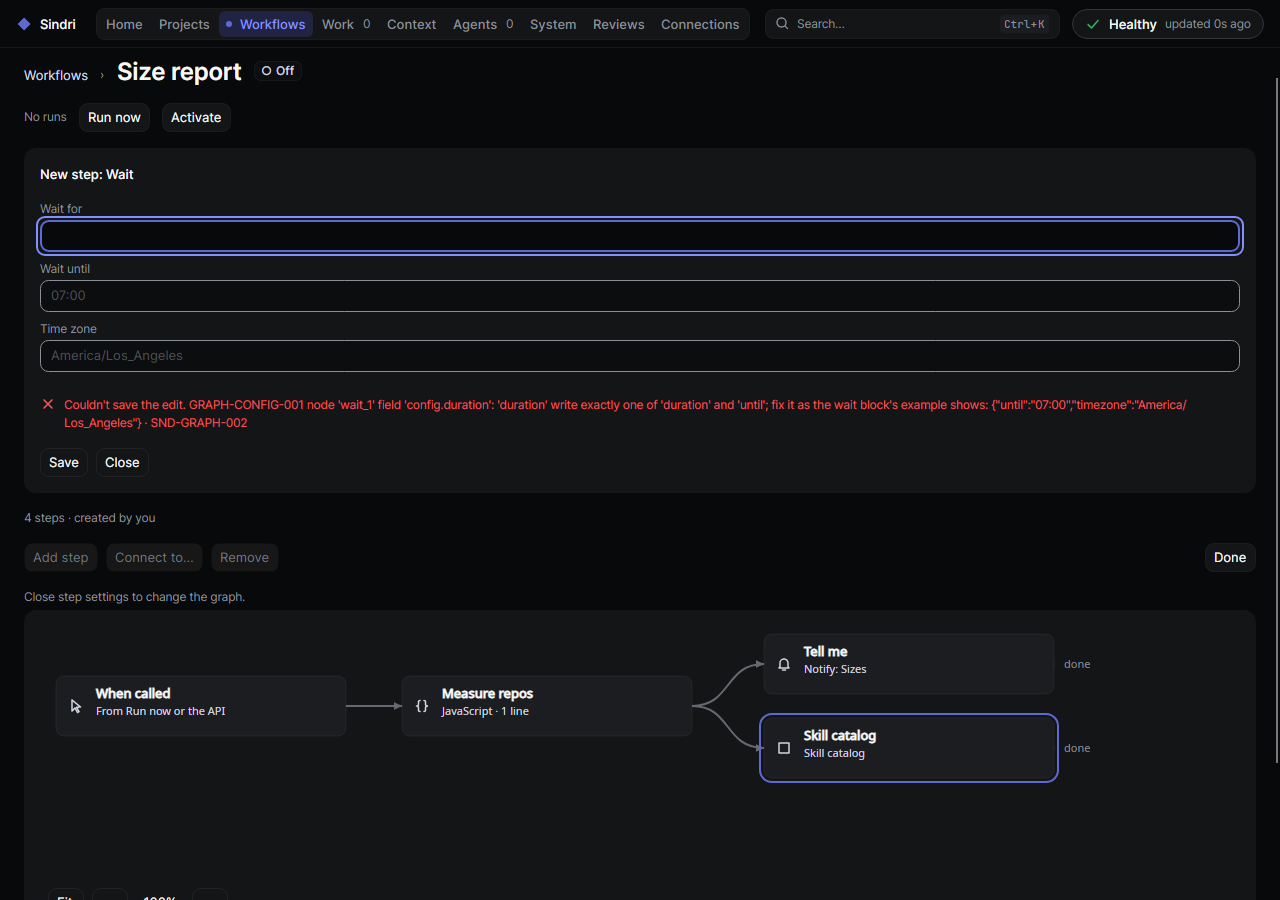 Sindri
Home Projects Workflows Work 0 Context Agents 0 System Reviews Connections
Search... Ctrl+K
Healthy updated 0s ago
Workflows › Size report Off
No runs Run now Activate
New step: Wait
Wait for
Wait until
07:00
Time zone
America/Los_Angeles
Couldn't save the edit. GRAPH-CONFIG-001 node 'wait_1' field 'config.duration': 'duration' write exactly one of 'duration' and 'until'; fix it as the wait block's example shows: {"until":"07:00","timezone":"America/
Los_Angeles"} · SND-GRAPH-002
Save Close
4 steps · created by you
Add step Connect to... Remove Done
Close step settings to change the graph.
Tell me
Notify: Sizes
done
When called
From Run now or the API
{} Measure repos
JavaScript · 1 line
Skill catalog
Skill catalog
done
Fit 100%